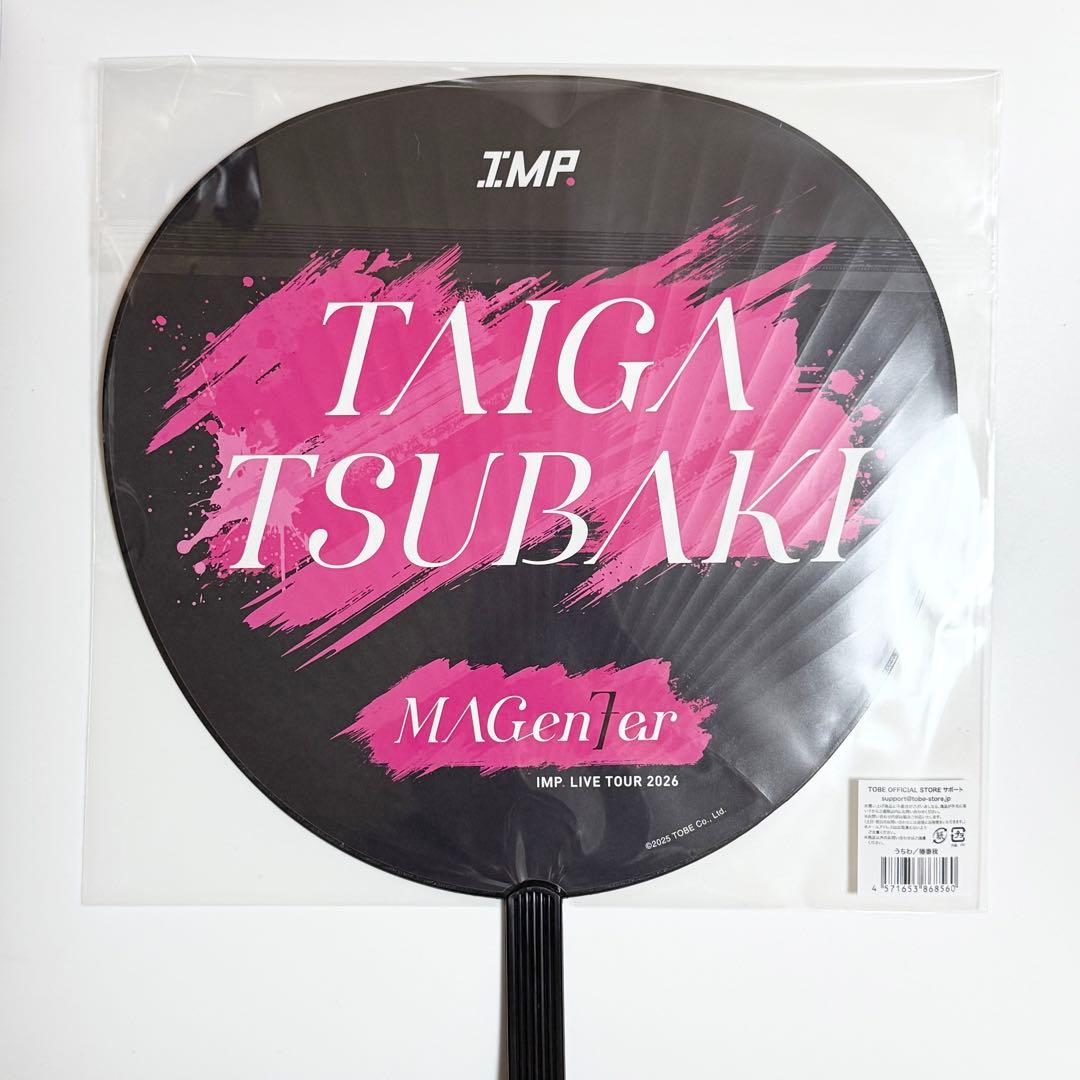 IMP.
TAIGA
TSUBAKI
MAGen7er
IMP. LIVE TOUR 2026
©2025 TOBE Co., Ltd.
TOBE OFFICIAL STORE サポート
support@tobe-store.jp
うちわ／椿泰我
4 571653 868560